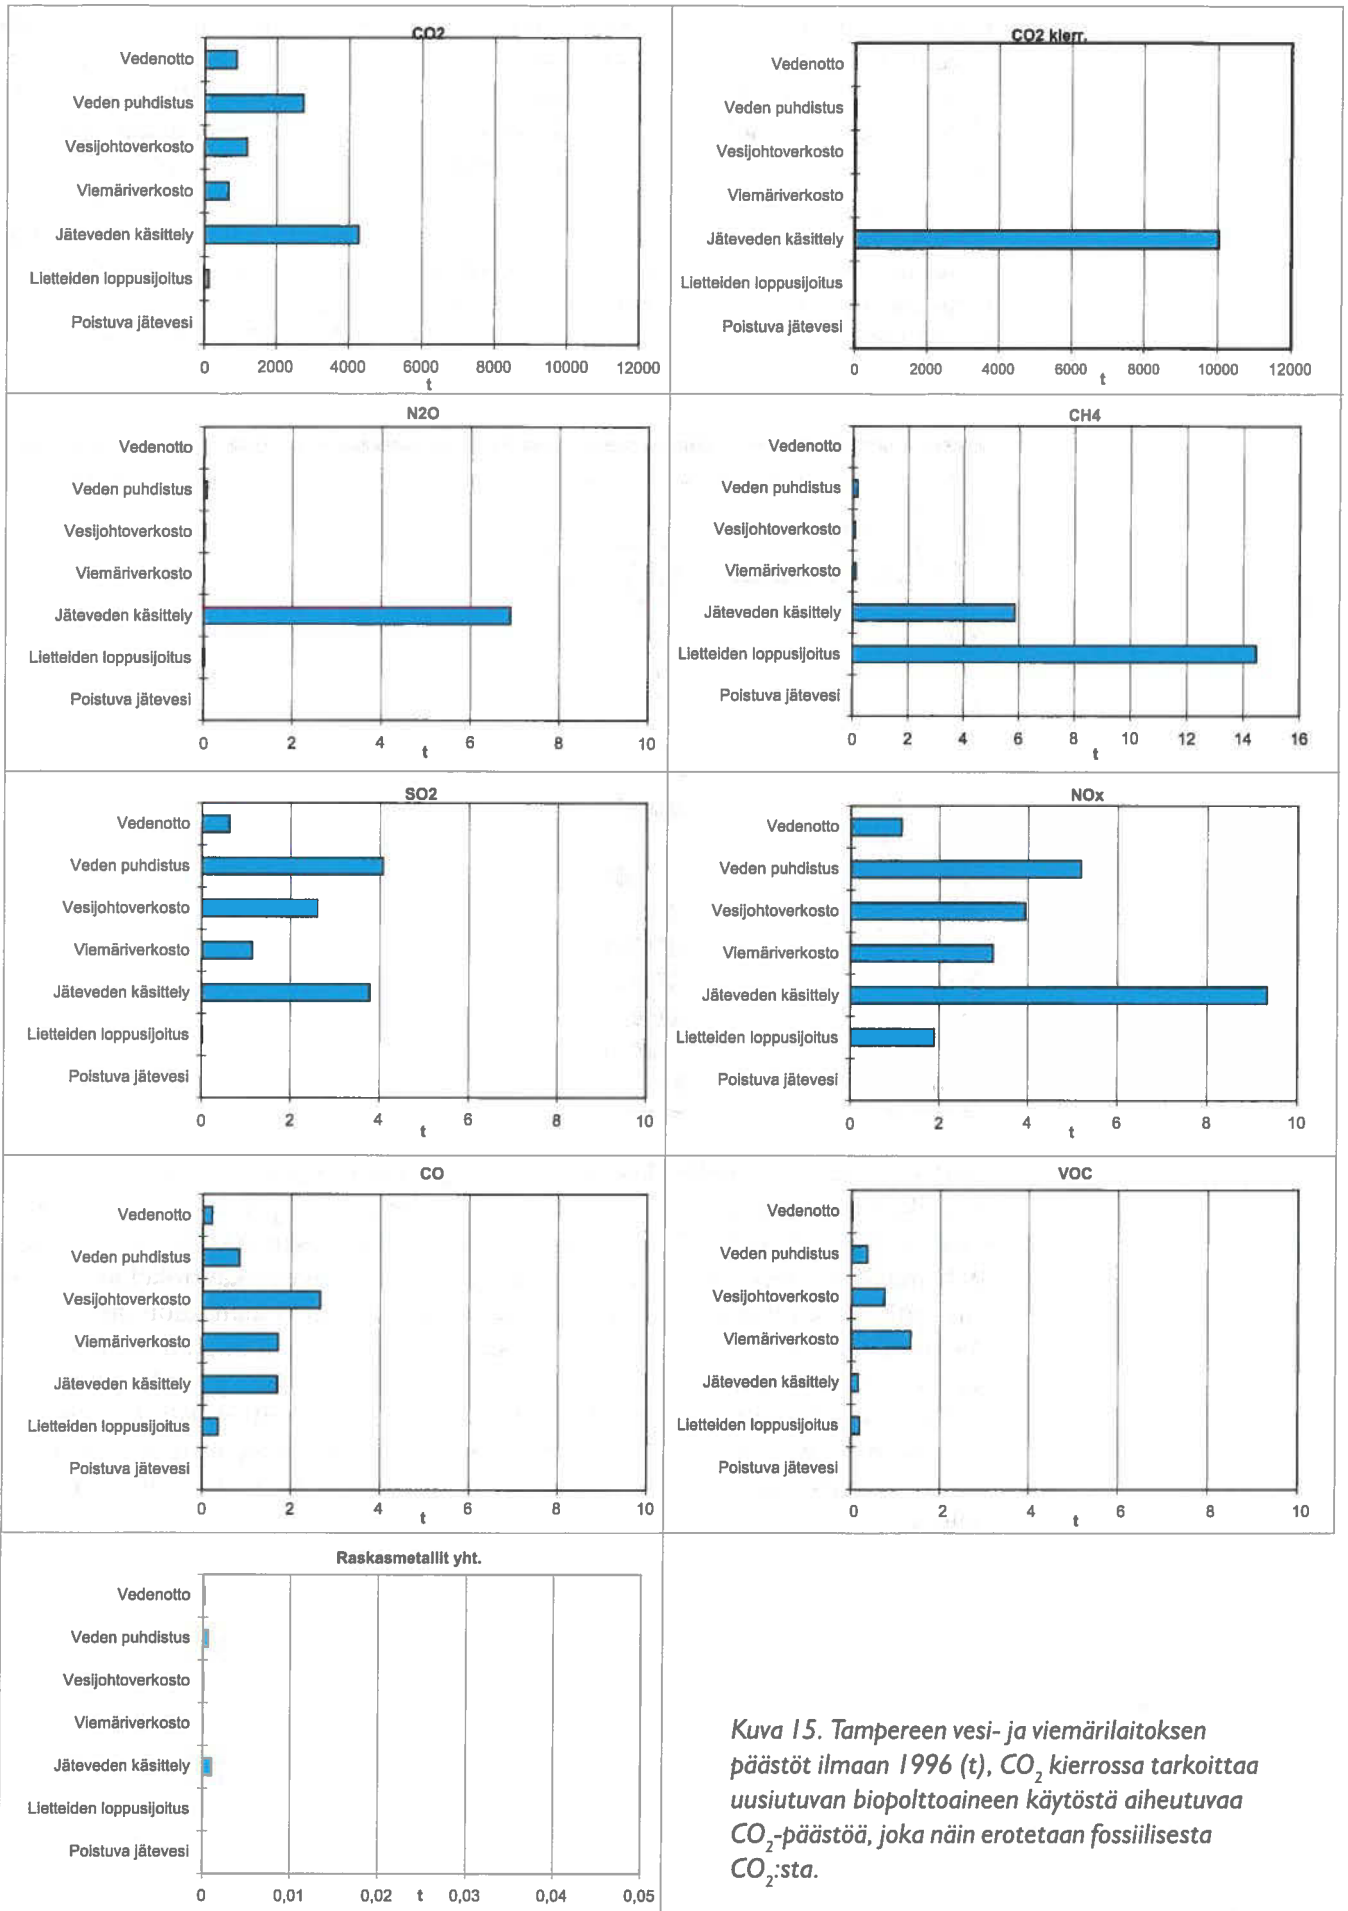 CO2
Vedenotto
Veden puhdistus
Vesijohtoverkosto
Viemäriverkosto
Jäteveden käsittely
Lietteiden loppusijoitus
Poistuva jätevesi
0 2000 4000 6000 8000 10000 12000
t
CO2 kierr.
Vedenotto
Veden puhdistus
Vesijohtoverkosto
Viemäriverkosto
Jäteveden käsittely
Lietteiden loppusijoitus
Poistuva jätevesi
0 2000 4000 6000 8000 10000 12000
t
N2O
Vedenotto
Veden puhdistus
Vesijohtoverkosto
Viemäriverkosto
Jäteveden käsittely
Lietteiden loppusijoitus
Poistuva jätevesi
0 2 4 6 8 10
t
CH4
Vedenotto
Veden puhdistus
Vesijohtoverkosto
Viemäriverkosto
Jäteveden käsittely
Lietteiden loppusijoitus
Poistuva jätevesi
0 2 4 6 8 10 12 14 16
t
SO2
Vedenotto
Veden puhdistus
Vesijohtoverkosto
Viemäriverkosto
Jäteveden käsittely
Lietteiden loppusijoitus
Poistuva jätevesi
0 2 4 6 8 10
t
NOx
Vedenotto
Veden puhdistus
Vesijohtoverkosto
Viemäriverkosto
Jäteveden käsittely
Lietteiden loppusijoitus
Poistuva jätevesi
0 2 4 6 8 10
t
CO
Vedenotto
Veden puhdistus
Vesijohtoverkosto
Viemäriverkosto
Jäteveden käsittely
Lietteiden loppusijoitus
Poistuva jätevesi
0 2 4 6 8 10
t
VOC
Vedenotto
Veden puhdistus
Vesijohtoverkosto
Viemäriverkosto
Jäteveden käsittely
Lietteiden loppusijoitus
Poistuva jätevesi
0 2 4 6 8 10
t
Raskasmetallit yht.
Vedenotto
Veden puhdistus
Vesijohtoverkosto
Viemäriverkosto
Jäteveden käsittely
Lietteiden loppusijoitus
Poistuva jätevesi
0 0,01 0,02 t 0,03 0,04 0,05
Kuva 15. Tampereen vesi- ja viemärilaitoksen
päästöt ilmaan 1996 (t), CO₂ kierrossa tarkoittaa
uusiutuvan biopolttoaineen käytöstä aiheutuvaa
CO₂-päästöä, joka näin erotetaan fossiilisesta
CO₂:sta.